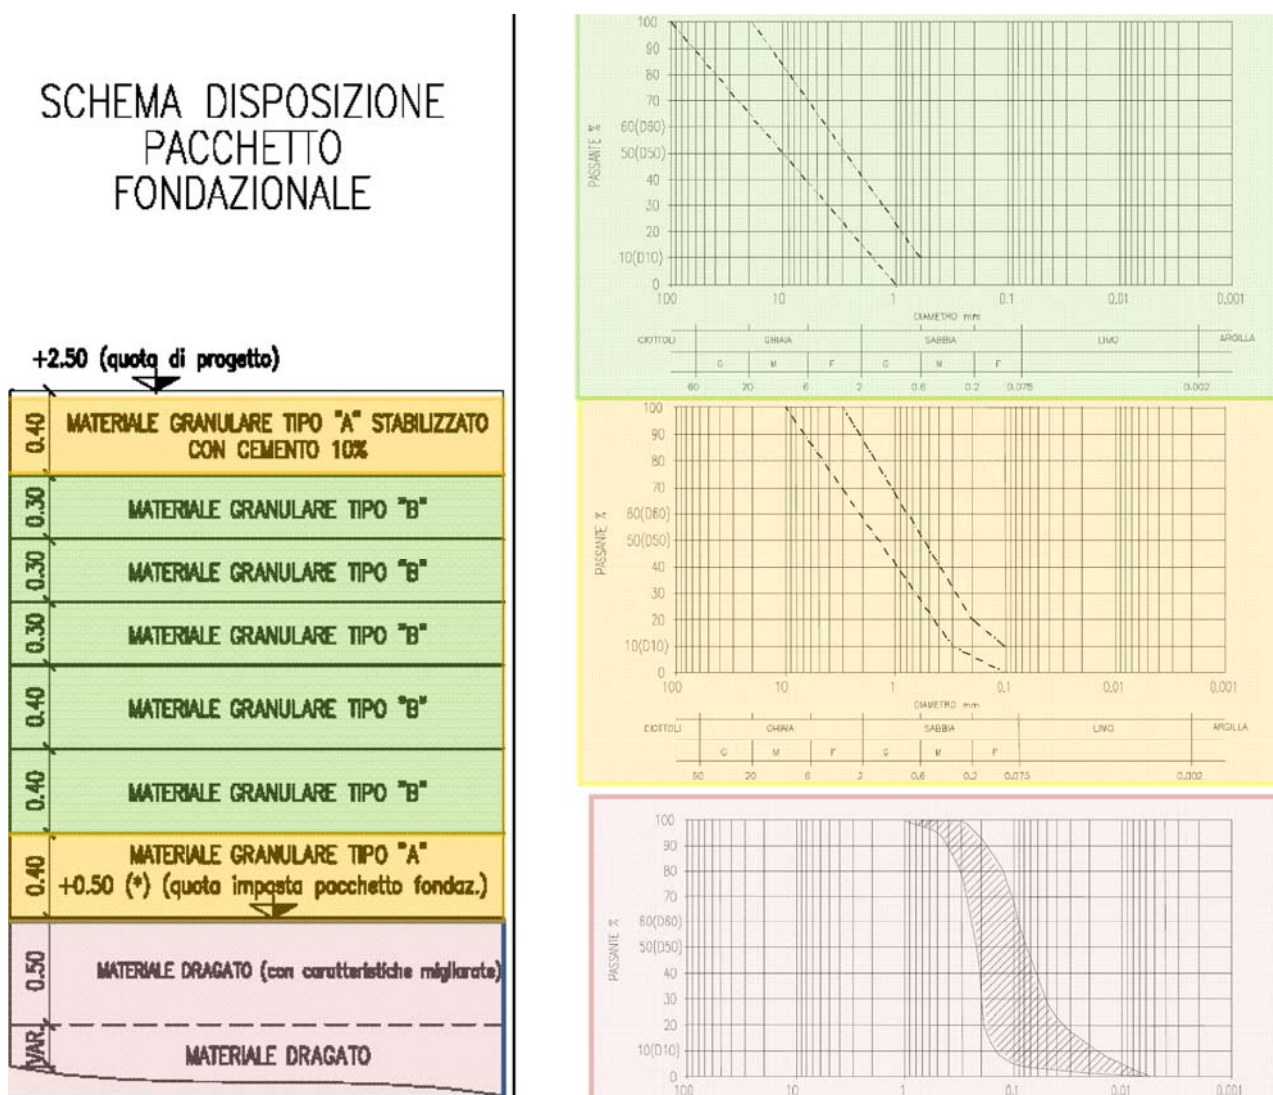 SCHEMA DISPOSIZIONE
PACCHETTO
FONDAZIONALE
+2.50 (quota di progetto)
0.40
MATERIALE GRANULARE TIPO "A" STABILIZZATO
CON CEMENTO 10%
0.30
MATERIALE GRANULARE TIPO "B"
0.30
MATERIALE GRANULARE TIPO "B"
0.30
MATERIALE GRANULARE TIPO "B"
0.40
MATERIALE GRANULARE TIPO "B"
0.40
MATERIALE GRANULARE TIPO "B"
0.40
MATERIALE GRANULARE TIPO "A"
+0.50 (*) (quota imposta pacchetto fondaz.)
0.50
MATERIALE DRAGATO (con caratteristiche migliorate)
VAR.
MATERIALE DRAGATO
PASSANTE %
100
90
80
70
60(D60)
50(D50)
40
30
20
10(D10)
0
100 10 1 0.1 0.01 0.001
DIAMETRO mm
CIOTTOLI GHIAIA SABBIA LIMO ARGILLA
G M F G M F
60 20 6 2 0.6 0.2 0.075 0.002
PASSANTE %
100
90
80
70
60(D60)
50(D50)
40
30
20
10(D10)
0
100 10 1 0.1 0.01 0.001
DIAMETRO mm
CIOTTOLI GHIAIA SABBIA LIMO ARGILLA
G M F G M F
60 20 6 2 0.6 0.2 0.075 0.002
PASSANTE %
100
90
80
70
60(D60)
50(D50)
40
30
20
10(D10)
0
100 10 1 0.1 0.01 0.001